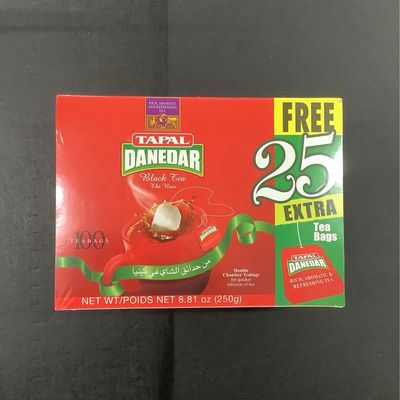 RICH, AROMATIC
AND REFRESHING
TEA
TAPAL
DANEDAR
Black Tea
Thé Noir
100
TEABAGS
DANEDAR
من حدائق الشاي في كينيا
Double
Chamber Teabags
for quicker
infusion of tea
NET WT/POIDS NET 8.81 oz (250g)
FREE
25
EXTRA
Tea
Bags
TAPAL
DANEDAR
RICH, AROMATIC &
REFRESHING TEA